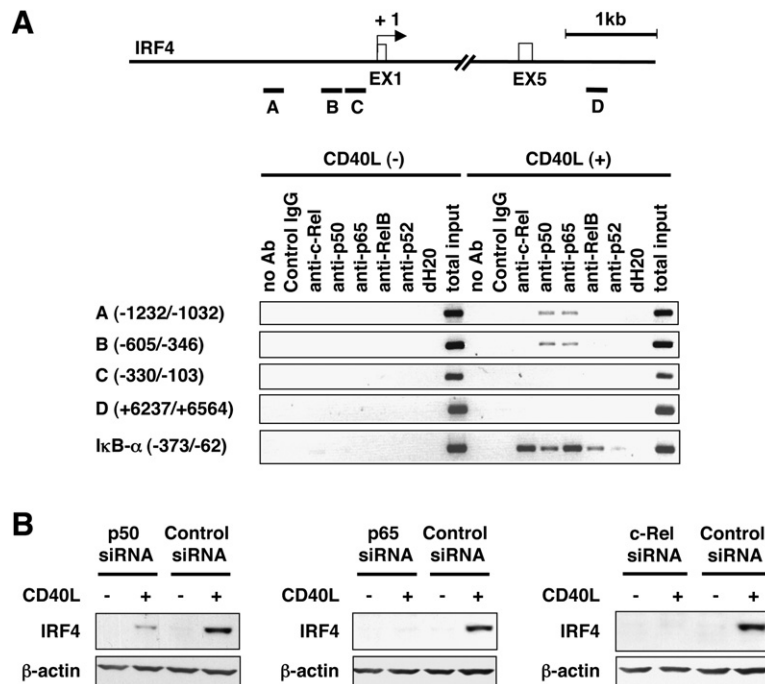 A
+ 1
1kb
IRF4
EX1
EX5
A
B
C
D
CD40L (-)
CD40L (+)
no Ab
Control IgG
anti-c-Rel
anti-p50
anti-p65
anti-RelB
anti-p52
dH20
total input
no Ab
Control IgG
anti-c-Rel
anti-p50
anti-p65
anti-RelB
anti-p52
dH20
total input
A (-1232/-1032)
B (-605/-346)
C (-330/-103)
D (+6237/+6564)
IκB-α (-373/-62)
B
p50 siRNA
Control siRNA
CD40L - + - +
IRF4
β-actin
p65 siRNA
Control siRNA
CD40L - + - +
IRF4
β-actin
c-Rel siRNA
Control siRNA
CD40L - + - +
IRF4
β-actin